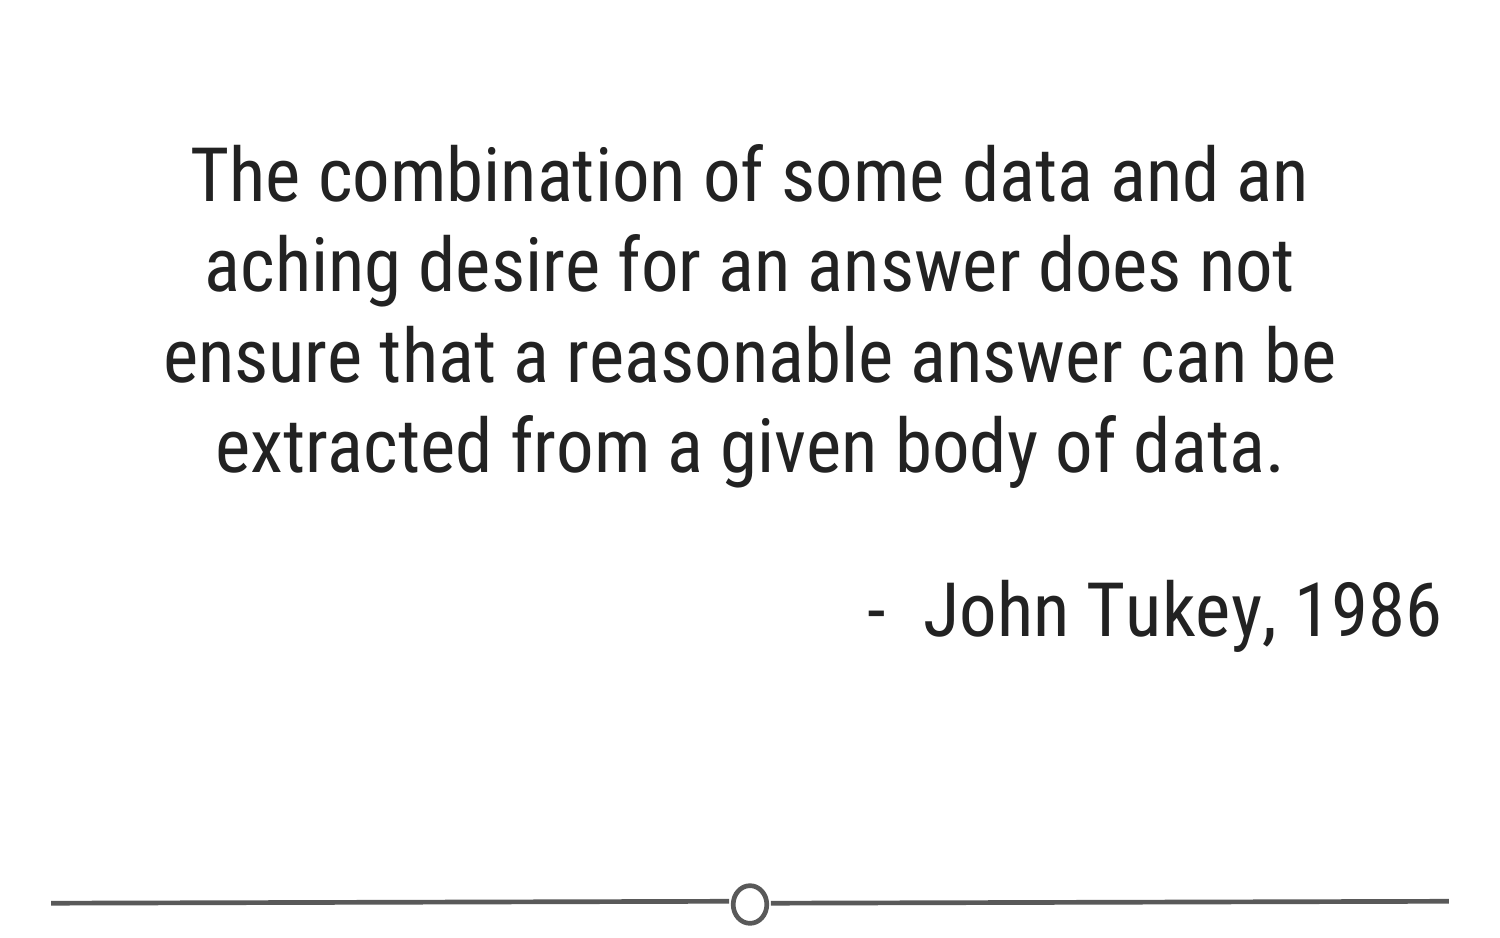 The combination of some data and an
aching desire for an answer does not
ensure that a reasonable answer can be
extracted from a given body of data.
- John Tukey, 1986